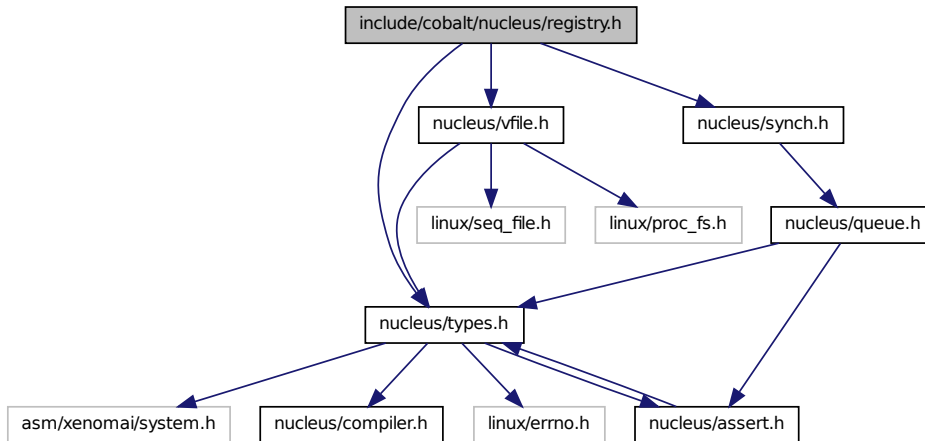 include/cobalt/nucleus/registry.h
nucleus/vfile.h
nucleus/synch.h
linux/seq_file.h
linux/proc_fs.h
nucleus/queue.h
nucleus/types.h
asm/xenomai/system.h
nucleus/compiler.h
linux/errno.h
nucleus/assert.h